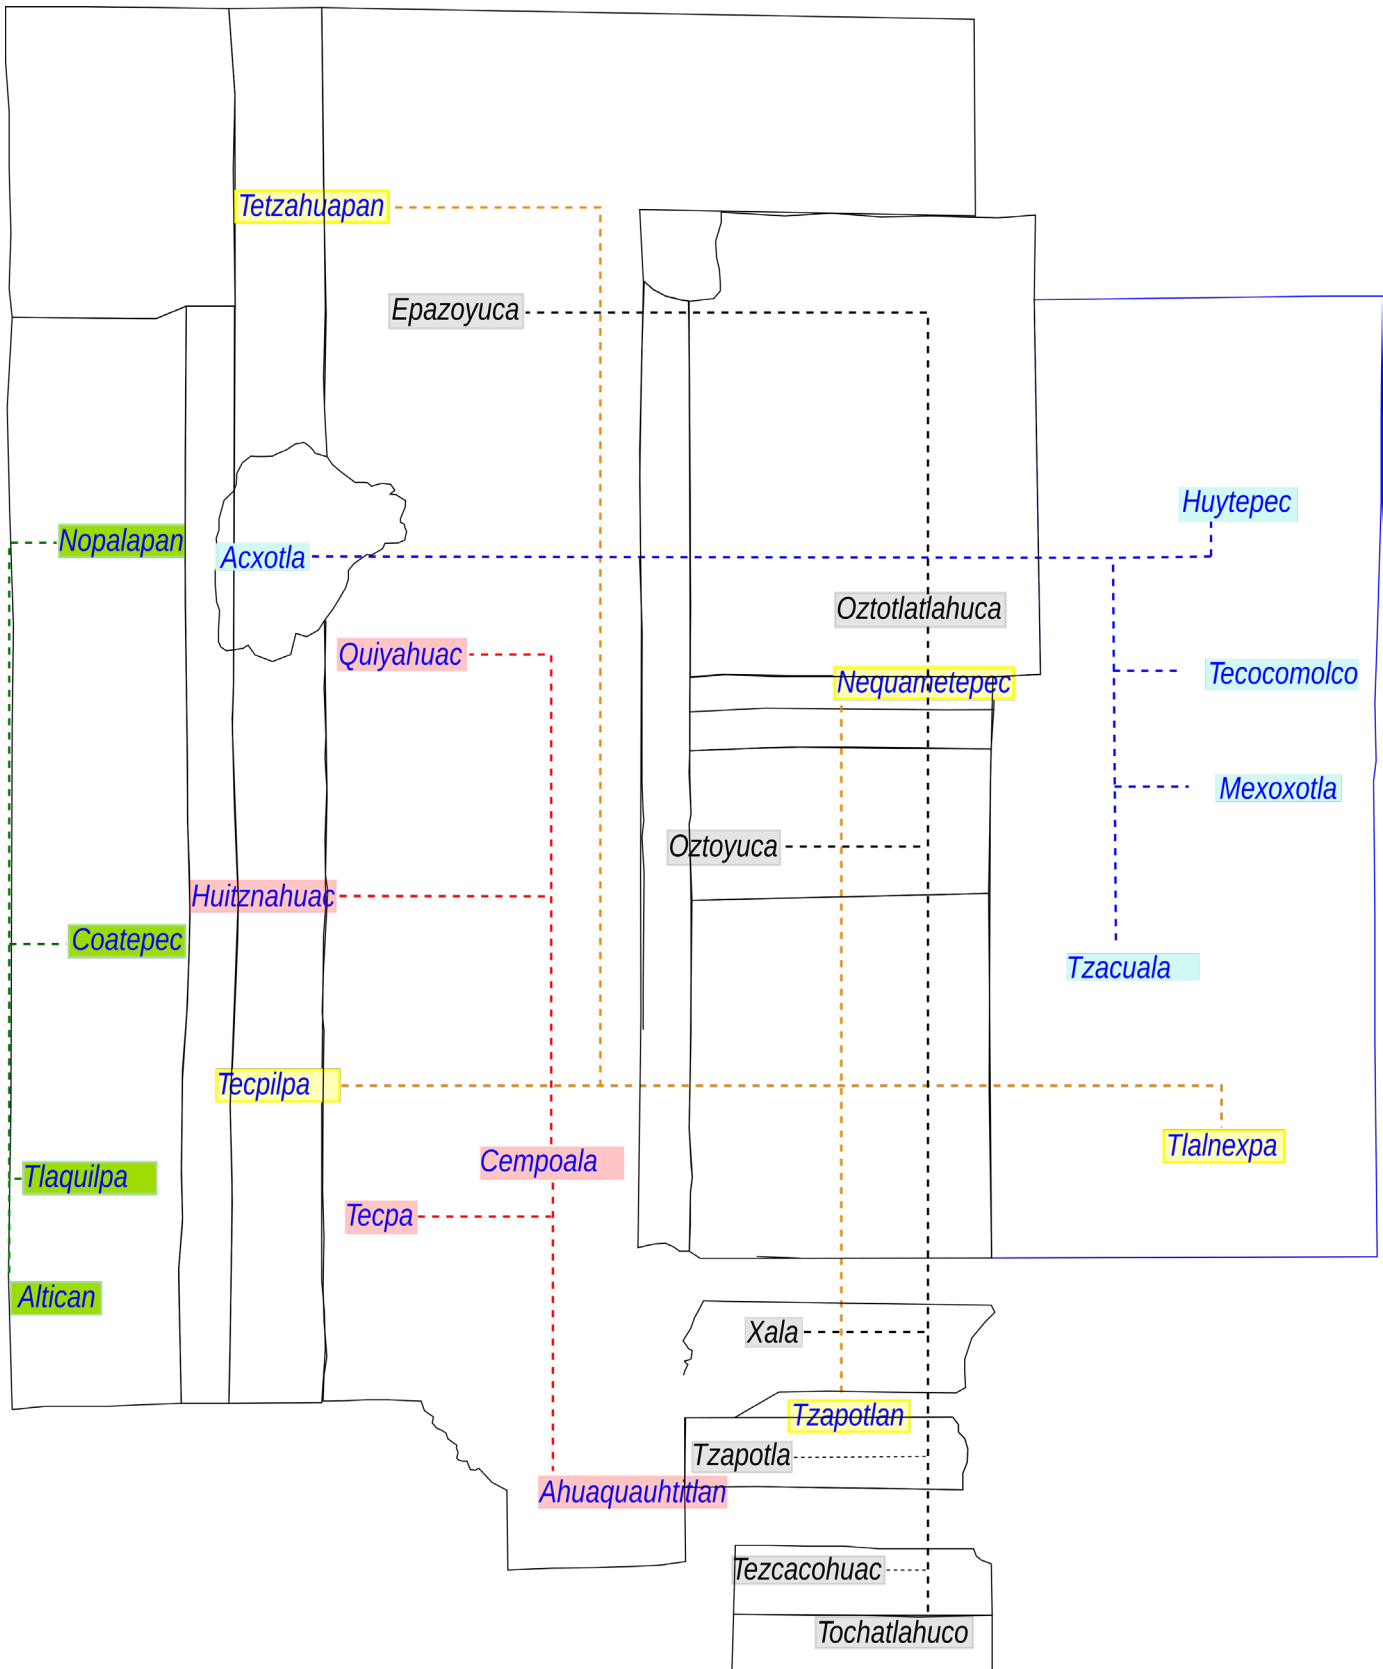 Tetzahuapan
Epazoyuca
Huytepec
Nopalapan
Acxotla
Oztotlatlahuca
Quiyahuac
Tecocomolco
Nequametepec
Mexoxotla
Oztoyuca
Huitznahuac
Coatepec
Tzacuala
Tecpilpa
Tlalnexpa
Cempoala
Tlaquilpa
Tecpa
Altican
Xala
Tzapotlan
Tzapotla
Ahuaquauhtitlan
Tezcacohuac
Tochatlahuco